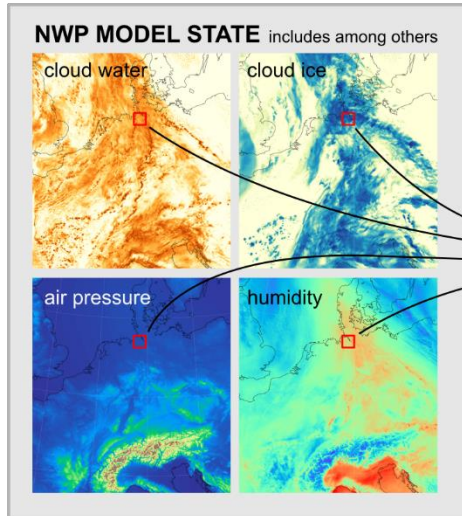 NWP MODEL STATE includes among others
cloud water
cloud ice
air pressure
humidity